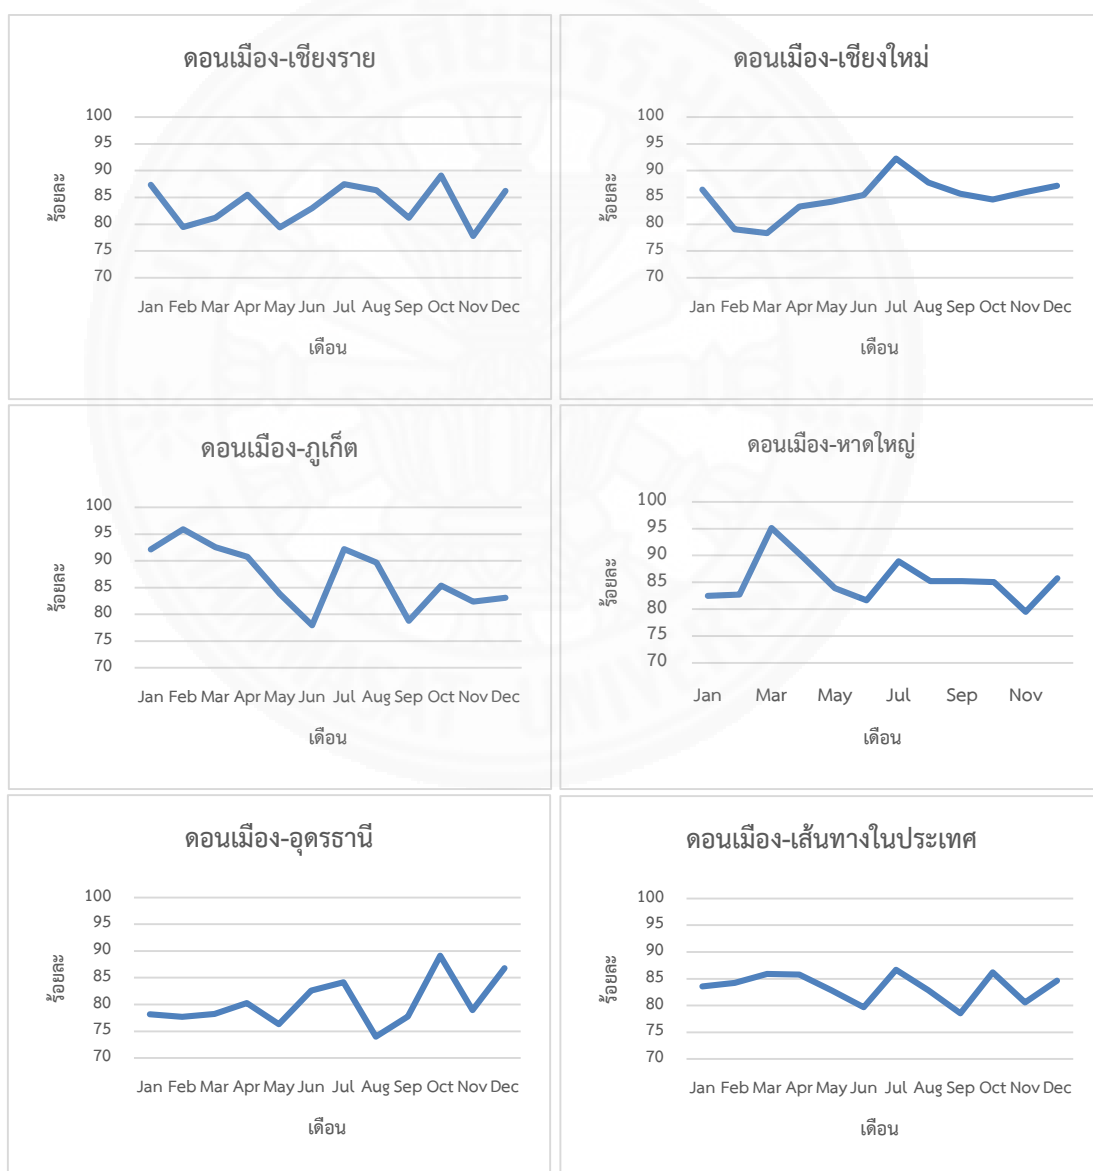 ดอนเมือง-เชียงราย
ร้อยละ
100
95
90
85
80
75
70
Jan Feb Mar Apr May Jun Jul Aug Sep Oct Nov Dec
เดือน
ดอนเมือง-เชียงใหม่
ร้อยละ
100
95
90
85
80
75
70
Jan Feb Mar Apr May Jun Jul Aug Sep Oct Nov Dec
เดือน
ดอนเมือง-ภูเก็ต
ร้อยละ
100
95
90
85
80
75
70
Jan Feb Mar Apr May Jun Jul Aug Sep Oct Nov Dec
เดือน
ดอนเมือง-หาดใหญ่
ร้อยละ
100
95
90
85
80
75
70
Jan Mar May Jul Sep Nov
เดือน
ดอนเมือง-อุดรธานี
ร้อยละ
100
95
90
85
80
75
70
Jan Feb Mar Apr May Jun Jul Aug Sep Oct Nov Dec
เดือน
ดอนเมือง-เส้นทางในประเทศ
ร้อยละ
100
95
90
85
80
75
70
Jan Feb Mar Apr May Jun Jul Aug Sep Oct Nov Dec
เดือน